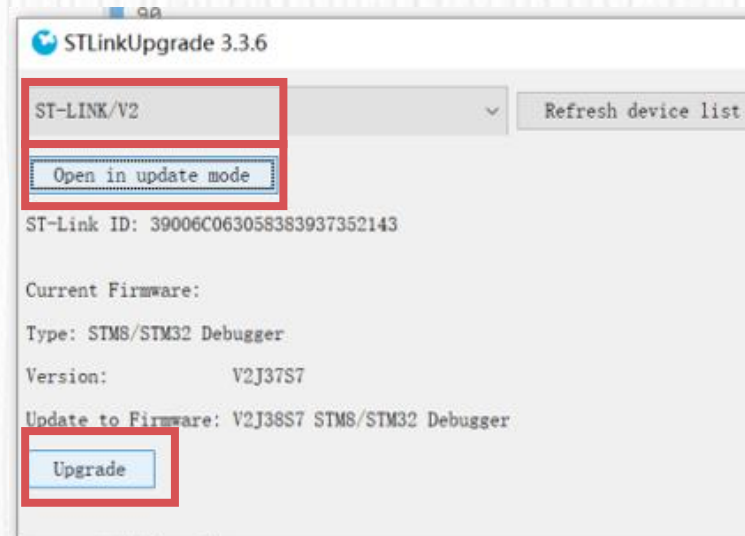 90
STLinkUpgrade 3.3.6
ST-LINK/V2 Refresh device list
Open in update mode
ST-Link ID: 39006C063058383937352143
Current Firmware:
Type: STM8/STM32 Debugger
Version: V2J37S7
Update to Firmware: V2J38S7 STM8/STM32 Debugger
Upgrade